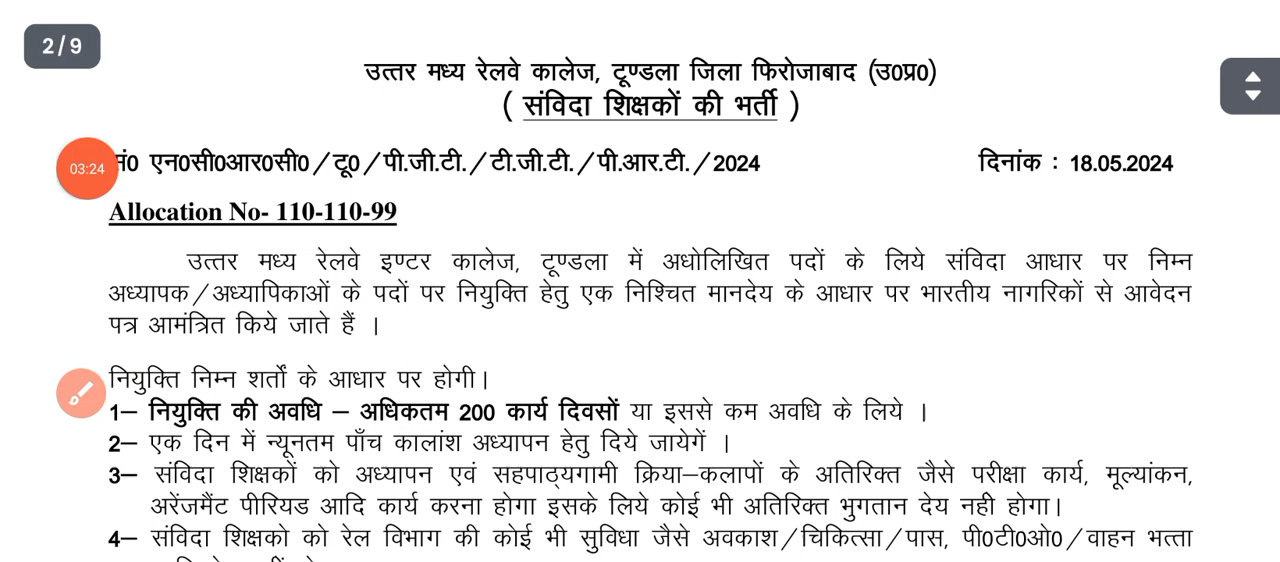 2/9
उत्तर मध्य रेलवे कालेज, टूण्डला जिला फिरोजाबाद (उ0प्र0)
( संविदा शिक्षकों की भर्ती )
03:24
0 एन0सी0आर0सी0/टू0/पी.जी.टी./टी.जी.टी./पी.आर.टी./2024 दिनांक : 18.05.2024
Allocation No- 110-110-99
उत्तर मध्य रेलवे इण्टर कालेज, टूण्डला में अधोलिखित पदों के लिये संविदा आधार पर निम्न
अध्यापक/अध्यापिकाओं के पदों पर नियुक्ति हेतु एक निश्चित मानदेय के आधार पर भारतीय नागरिकों से आवेदन
पत्र आमंत्रित किये जाते हैं ।
नियुक्ति निम्न शर्तों के आधार पर होगी।
1– नियुक्ति की अवधि – अधिकतम 200 कार्य दिवसों या इससे कम अवधि के लिये ।
2– एक दिन में न्यूनतम पाँच कालांश अध्यापन हेतु दिये जायेगें ।
3– संविदा शिक्षकों को अध्यापन एवं सहपाठ्यगामी क्रिया–कलापों के अतिरिक्त जैसे परीक्षा कार्य, मूल्यांकन,
अरेंजमैंट पीरियड आदि कार्य करना होगा इसके लिये कोई भी अतिरिक्त भुगतान देय नही होगा।
4– संविदा शिक्षको को रेल विभाग की कोई भी सुविधा जैसे अवकाश/चिकित्सा/पास, पी0टी0ओ0/वाहन भत्ता